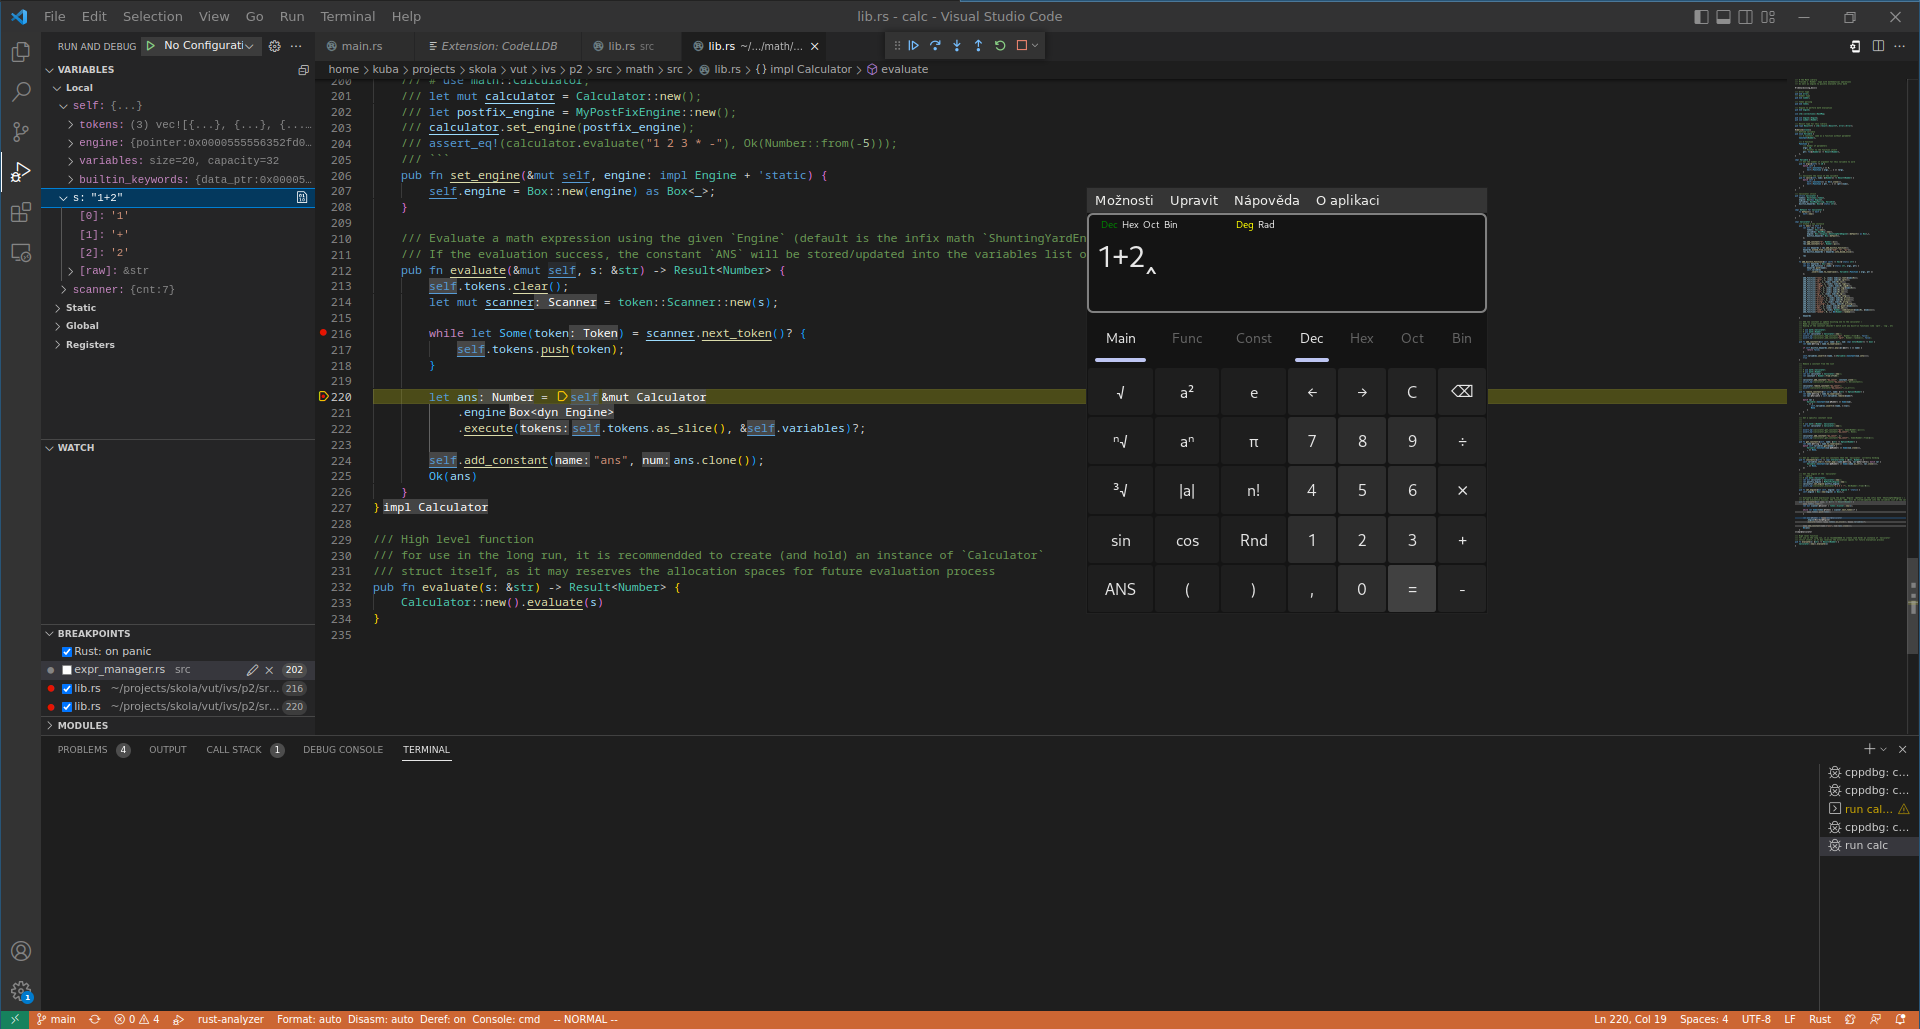 File Edit Selection View Go Run Terminal Help
lib.rs - calc - Visual Studio Code
RUN AND DEBUG No Configurati
main.rs
Extension: CodeLLDB
lib.rs src
lib.rs ~/.../math/...
home > kuba > projects > skola > vut > ivs > p2 > src > math > src > lib.rs > {} impl Calculator > evaluate
VARIABLES
Local
self: {...}
tokens: (3) vec![{...}, {...}, {...
engine: {pointer:0x0000555556352fd0...
variables: size=20, capacity=32
builtin_keywords: {data_ptr:0x00005...
s: "1+2"
[0]: '1'
[1]: '+'
[2]: '2'
[raw]: &str
scanner: {cnt:7}
Static
Global
Registers
WATCH
BREAKPOINTS
Rust: on panic
expr_manager.rs src 202
lib.rs ~/projects/skola/vut/ivs/p2/sr... 216
lib.rs ~/projects/skola/vut/ivs/p2/sr... 220
MODULES
200 /// # use math::Calculator;
201 /// let mut calculator = Calculator::new();
202 /// let postfix_engine = MyPostFixEngine::new();
203 /// calculator.set_engine(postfix_engine);
204 /// assert_eq!(calculator.evaluate("1 2 3 * -"), Ok(Number::from(-5)));
205 /// ```
206 pub fn set_engine(&mut self, engine: impl Engine + 'static) {
207 self.engine = Box::new(engine) as Box<_>;
208 }
209
210 /// Evaluate a math expression using the given `Engine` (default is the infix math `ShuntingYardEn
211 /// If the evaluation success, the constant `ANS` will be stored/updated into the variables list o
212 pub fn evaluate(&mut self, s: &str) -> Result<Number> {
213 self.tokens.clear();
214 let mut scanner: Scanner = token::Scanner::new(s);
215
216 while let Some(token: Token) = scanner.next_token()? {
217 self.tokens.push(token);
218 }
219
220 let ans: Number = self &mut Calculator
221 .engine Box<dyn Engine>
222 .execute(tokens: self.tokens.as_slice(), &self.variables)?;
223
224 self.add_constant(name: "ans", num: ans.clone());
225 Ok(ans)
226 }
227 } impl Calculator
228
229 /// High level function
230 /// for use in the long run, it is recommendded to create (and hold) an instance of `Calculator`
231 /// struct itself, as it may reserves the allocation spaces for future evaluation process
232 pub fn evaluate(s: &str) -> Result<Number> {
233 Calculator::new().evaluate(s)
234 }
235
Možnosti Upravit Nápověda O aplikaci
Dec Hex Oct Bin Deg Rad
1+2^
Main Func Const Dec Hex Oct Bin
√ a² e ← → C ⌫
ⁿ√ aⁿ π 7 8 9 ÷
³√ |a| n! 4 5 6 ×
sin cos Rnd 1 2 3 +
ANS ( ) , 0 = -
PROBLEMS 4 OUTPUT CALL STACK 1 DEBUG CONSOLE TERMINAL
cppdbg: c...
cppdbg: c...
run cal...
cppdbg: c...
run calc
1
main 0 4 rust-analyzer Format: auto Disasm: auto Deref: on Console: cmd -- NORMAL --
Ln 220, Col 19 Spaces: 4 UTF-8 LF Rust